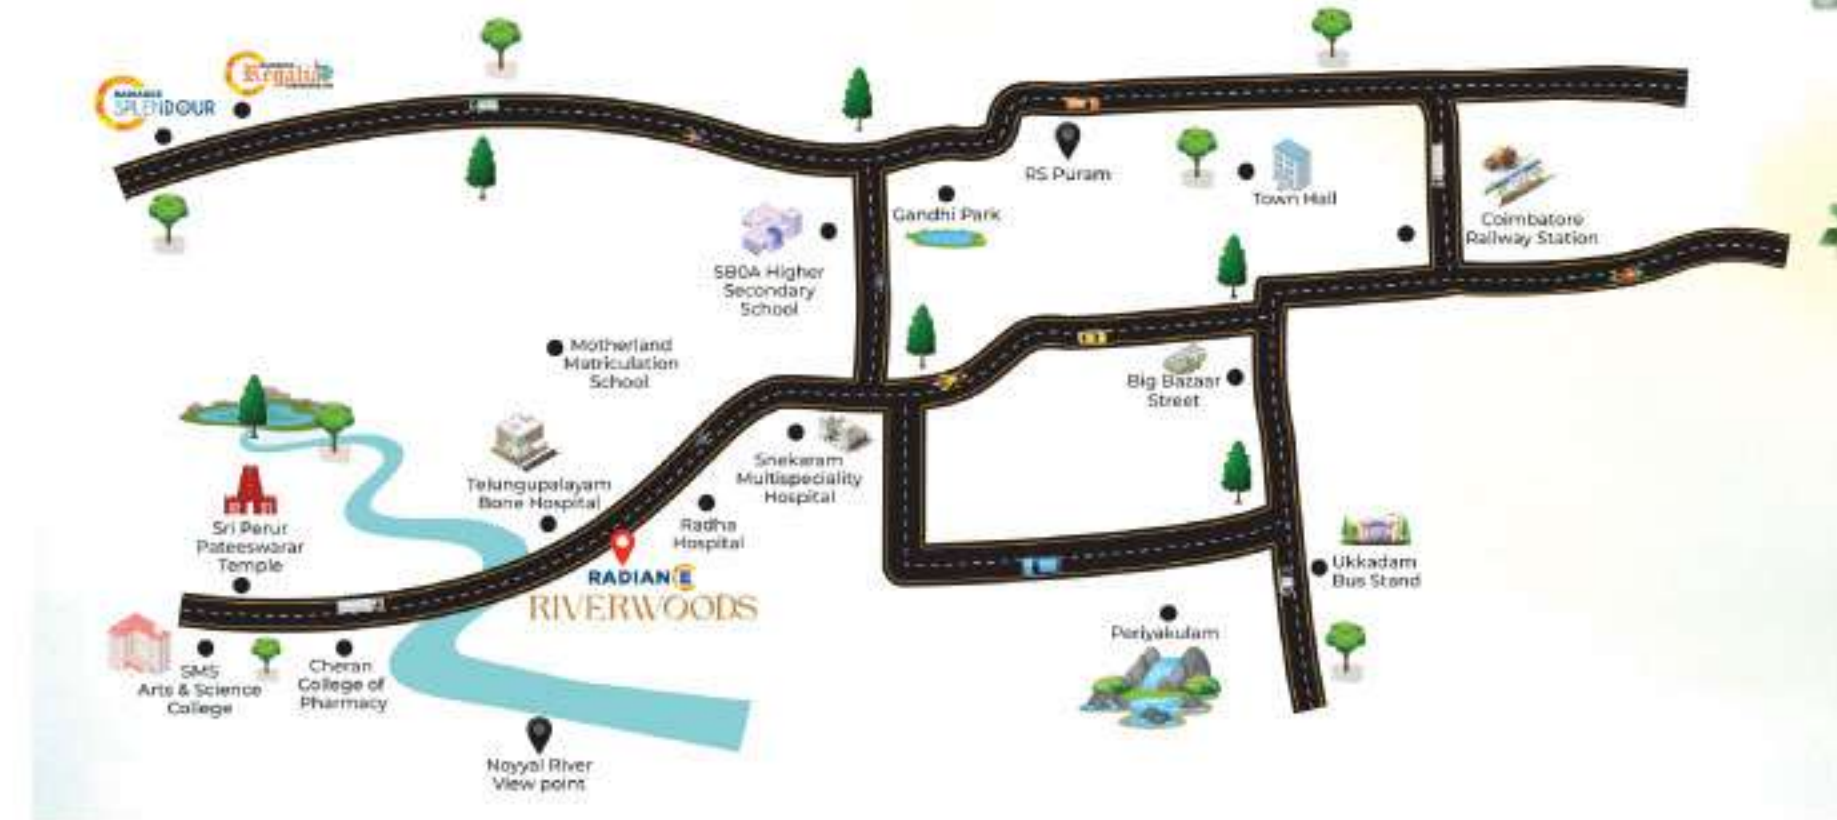 RADIANCE
SPLENDOUR
Regalia
RS Puram
Town Hall
Gandhi Park
Coimbatore
Railway Station
SBOA Higher
Secondary
School
Motherland
Matriculation
School
Big Bazaar
Street
Snekaram
Multispeciality
Hospital
Telungupalayam
Bone Hospital
Radha
Hospital
Sri Perur
Pateeswarar
Temple
RADIANCE
RIVERWOODS
Ukkadam
Bus Stand
Periyakulam
SMS
Arts & Science
College
Cheran
College of
Pharmacy
Noyyal River
View point